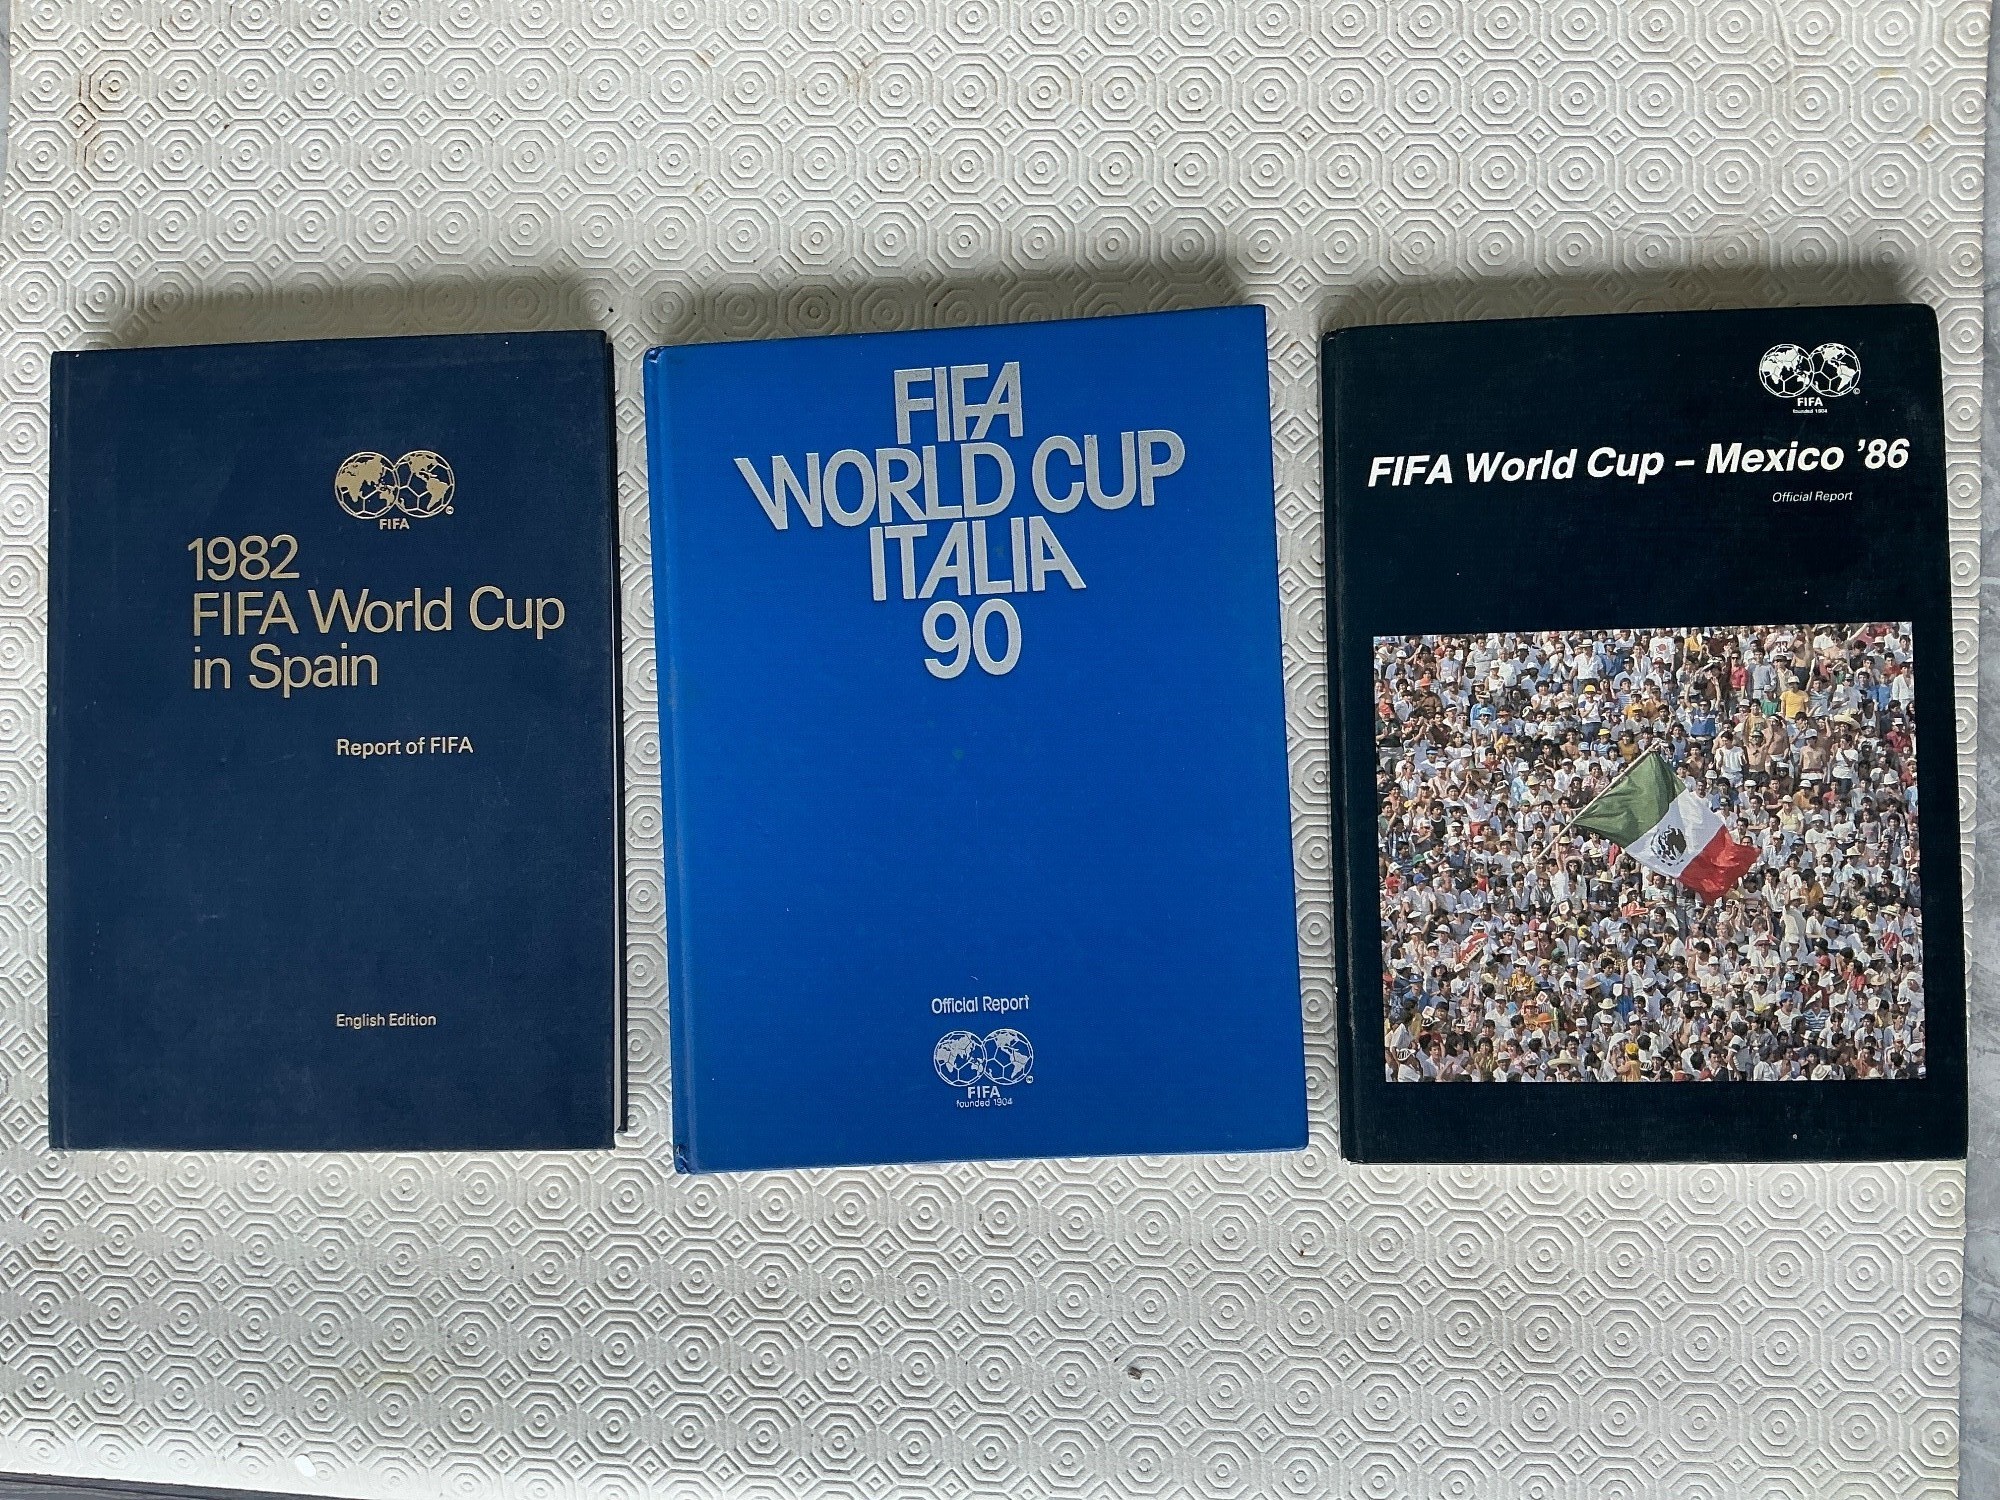 FIFA
1982
FIFA World Cup
in Spain
Report of FIFA
English Edition
FIFA
WORLD CUP
ITALIA
90
Official Report
FIFA
founded 1904
FIFA
founded 1904
FIFA World Cup – Mexico '86
Official Report